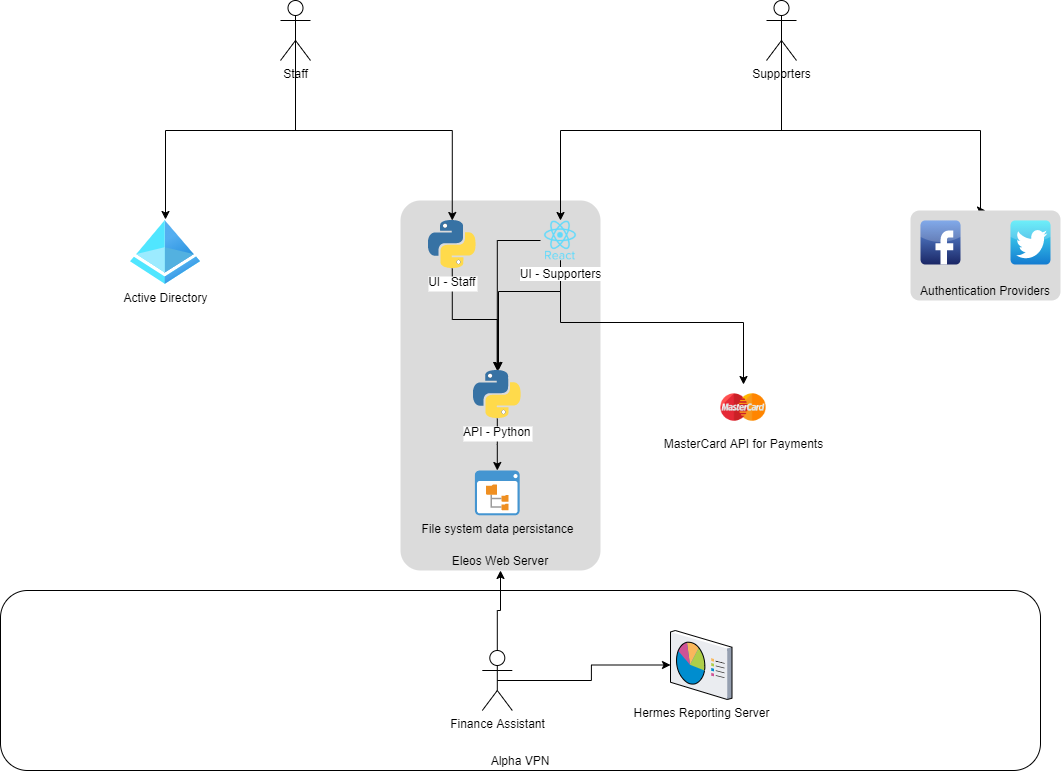 Staff
Supporters
React
UI - Staff
UI - Supporters
Active Directory
Authentication Providers
MasterCard
API - Python
MasterCard API for Payments
File system data persistance
Eleos Web Server
Finance Assistant
Hermes Reporting Server
Alpha VPN